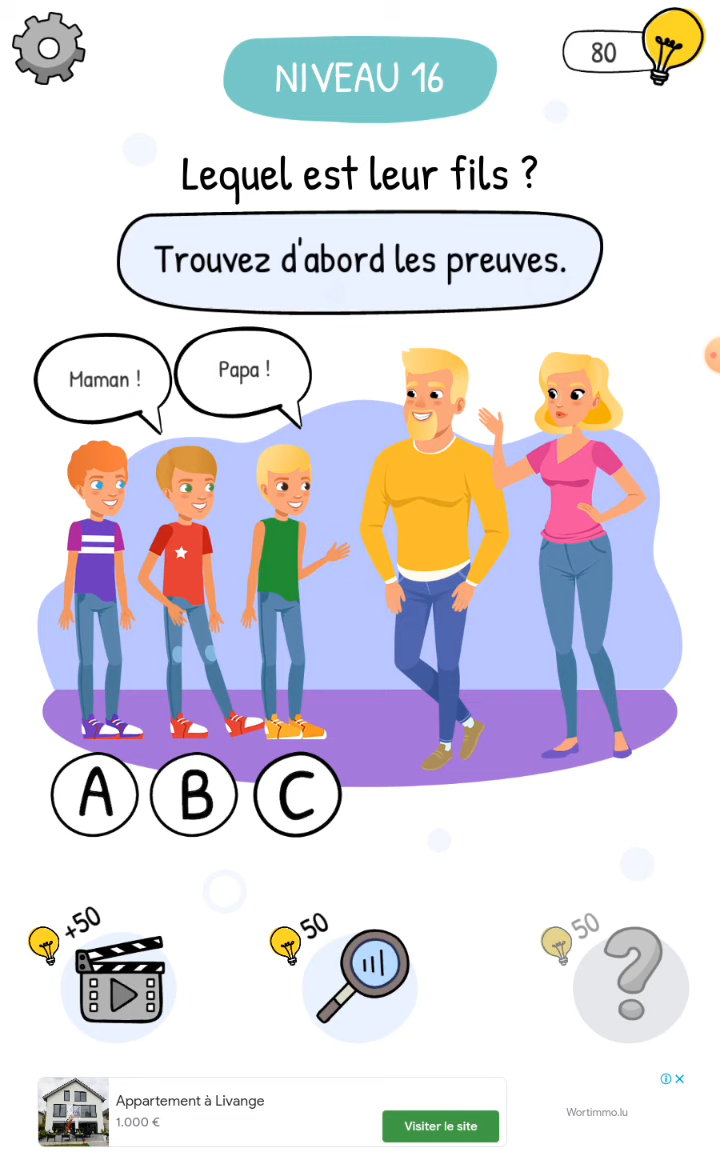 80
NIVEAU 16
Lequel est leur fils ?
Trouvez d'abord les preuves.
Maman !
Papa !
A B C
+50
50
50
?
Appartement à Livange
1.000 €
Visiter le site
Wortimmo.lu